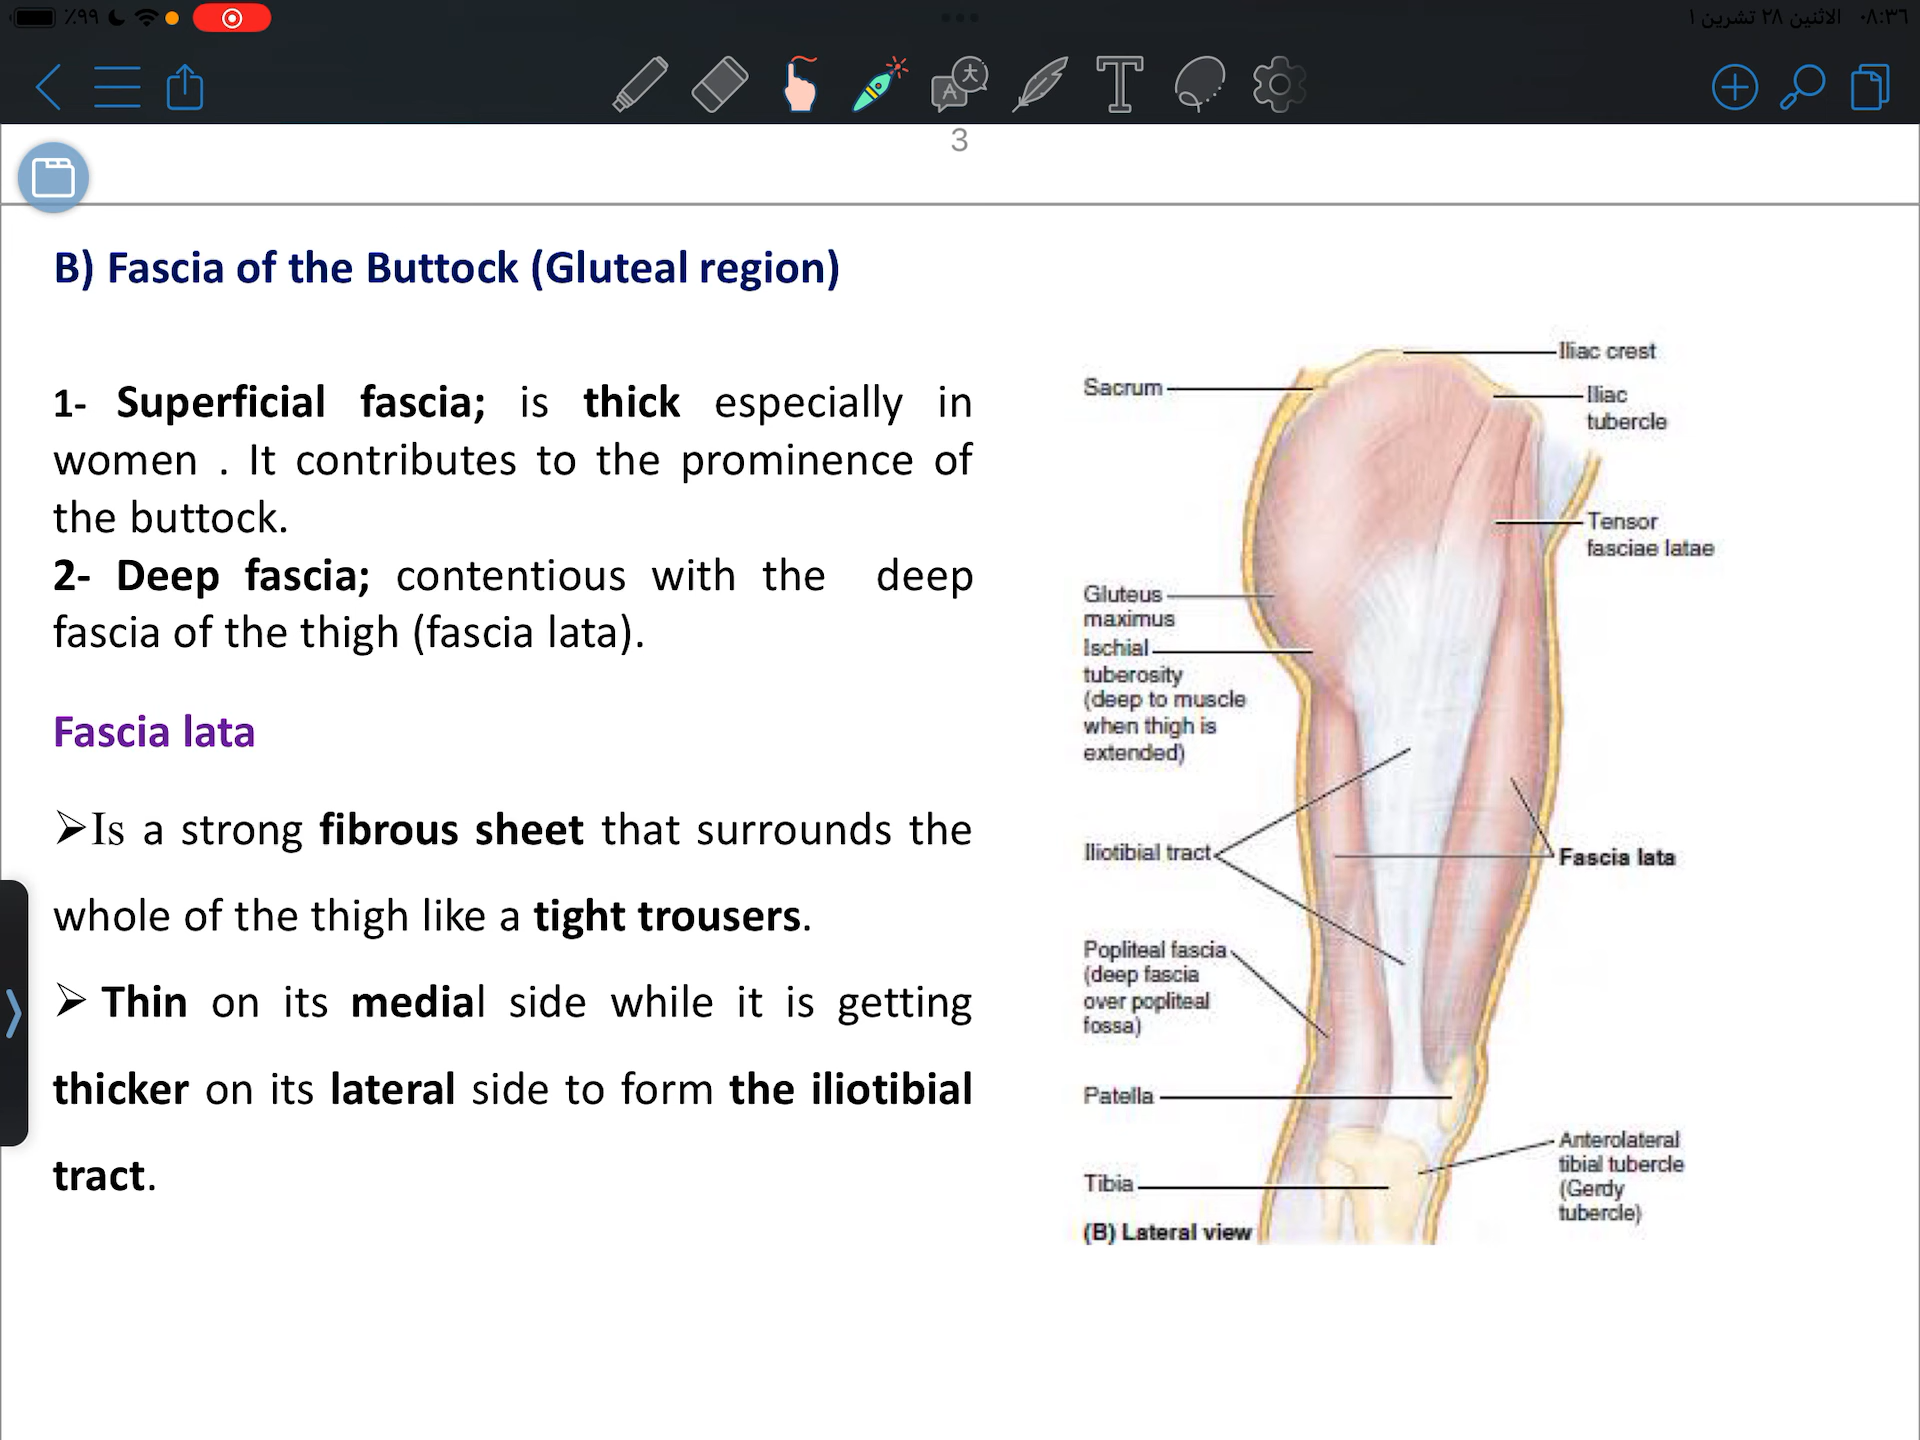 ٪٩٩
الاثنين ٢٨ تشرين ١ ٠٨:٣٦
3
B) Fascia of the Buttock (Gluteal region)
1- Superficial fascia; is thick especially in
women . It contributes to the prominence of
the buttock.
2- Deep fascia; contentious with the deep
fascia of the thigh (fascia lata).
Fascia lata
➢Is a strong fibrous sheet that surrounds the
whole of the thigh like a tight trousers.
➢ Thin on its medial side while it is getting
thicker on its lateral side to form the iliotibial
tract.
Iliac crest
Sacrum
Iliac
tubercle
Tensor
fasciae latae
Gluteus
maximus
Ischial
tuberosity
(deep to muscle
when thigh is
extended)
Iliotibial tract
Fascia lata
Popliteal fascia
(deep fascia
over popliteal
fossa)
Patella
Anterolateral
tibial tubercle
(Gerdy
tubercle)
Tibia
(B) Lateral view